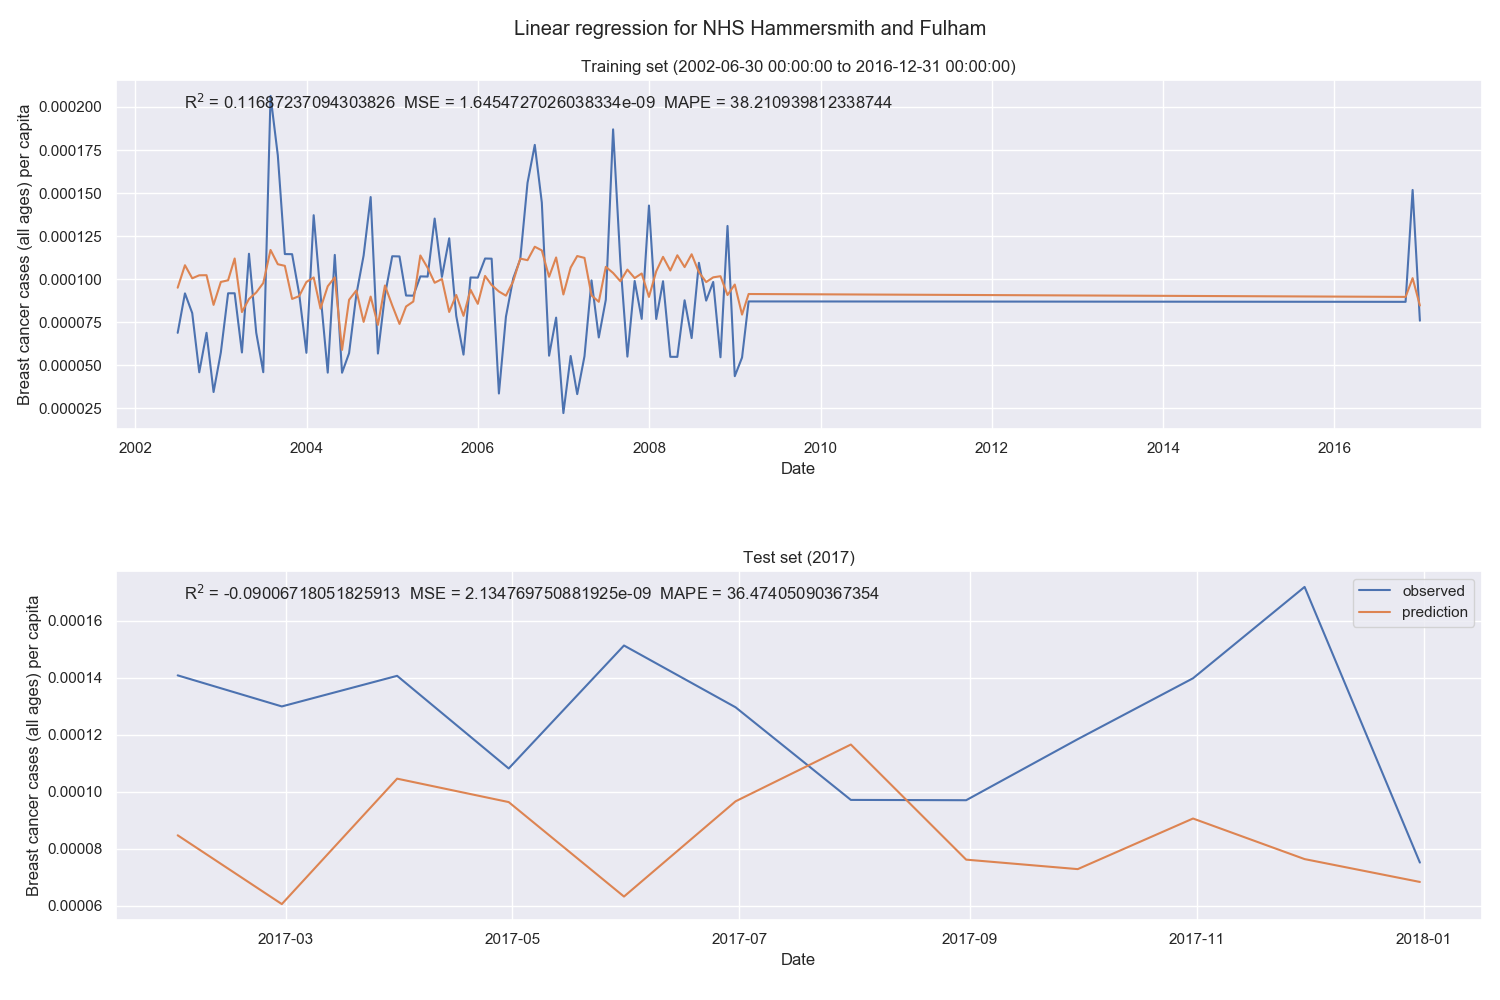 Linear regression for NHS Hammersmith and Fulham
Training set (2002-06-30 00:00:00 to 2016-12-31 00:00:00)
R² = 0.11687237094303826 MSE = 1.6454727026038334e-09 MAPE = 38.210939812338744
Breast cancer cases (all ages) per capita
0.000200
0.000175
0.000150
0.000125
0.000100
0.000075
0.000050
0.000025
2002 2004 2006 2008 2010 2012 2014 2016
Date
Test set (2017)
R² = -0.09006718051825913 MSE = 2.134769750881925e-09 MAPE = 36.47405090367354
observed
prediction
Breast cancer cases (all ages) per capita
0.00016
0.00014
0.00012
0.00010
0.00008
0.00006
2017-03 2017-05 2017-07 2017-09 2017-11 2018-01
Date